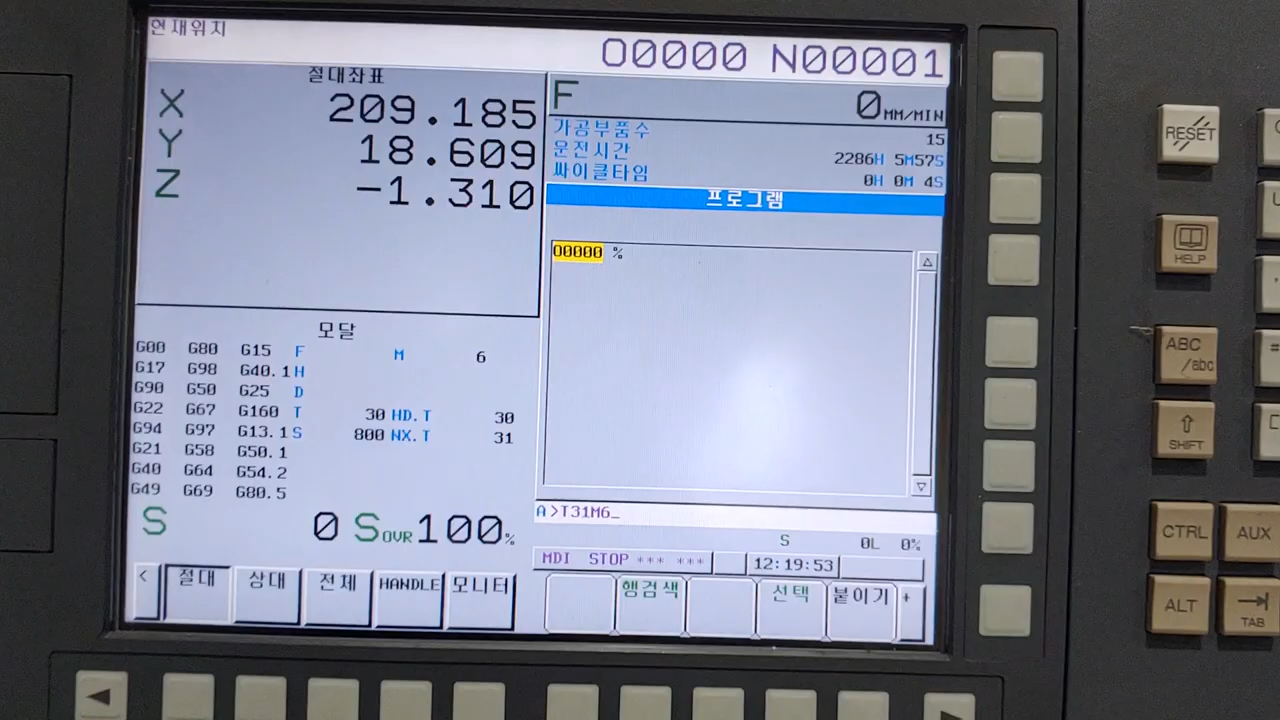 현재위치
O0000 N00001
절대좌표
X 209.185
Y 18.609
Z -1.310
F 0 MM/MIN
가공부품수 15
운전시간 2286H 5M57S
싸이클타임 0H 0M 4S
프로그램
O0000 %
모달
G00 G80 G15 F M 6
G17 G98 G40.1 H
G90 G50 G25 D
G22 G67 G160 T 30 HD.T 30
G94 G97 G13.1 S 800 NX.T 31
G21 G58 G50.1
G40 G64 G54.2
G49 G69 G80.5
S 0 SOVR 100%
A>T31M6_
S 0L 0%
MDI STOP *** ***
12:19:53
< 절대 상대 전체 HANDLE 모니터
행검색 선택 붙이기 +
RESET
HELP
ABC/abc
SHIFT
CTRL AUX
ALT TAB